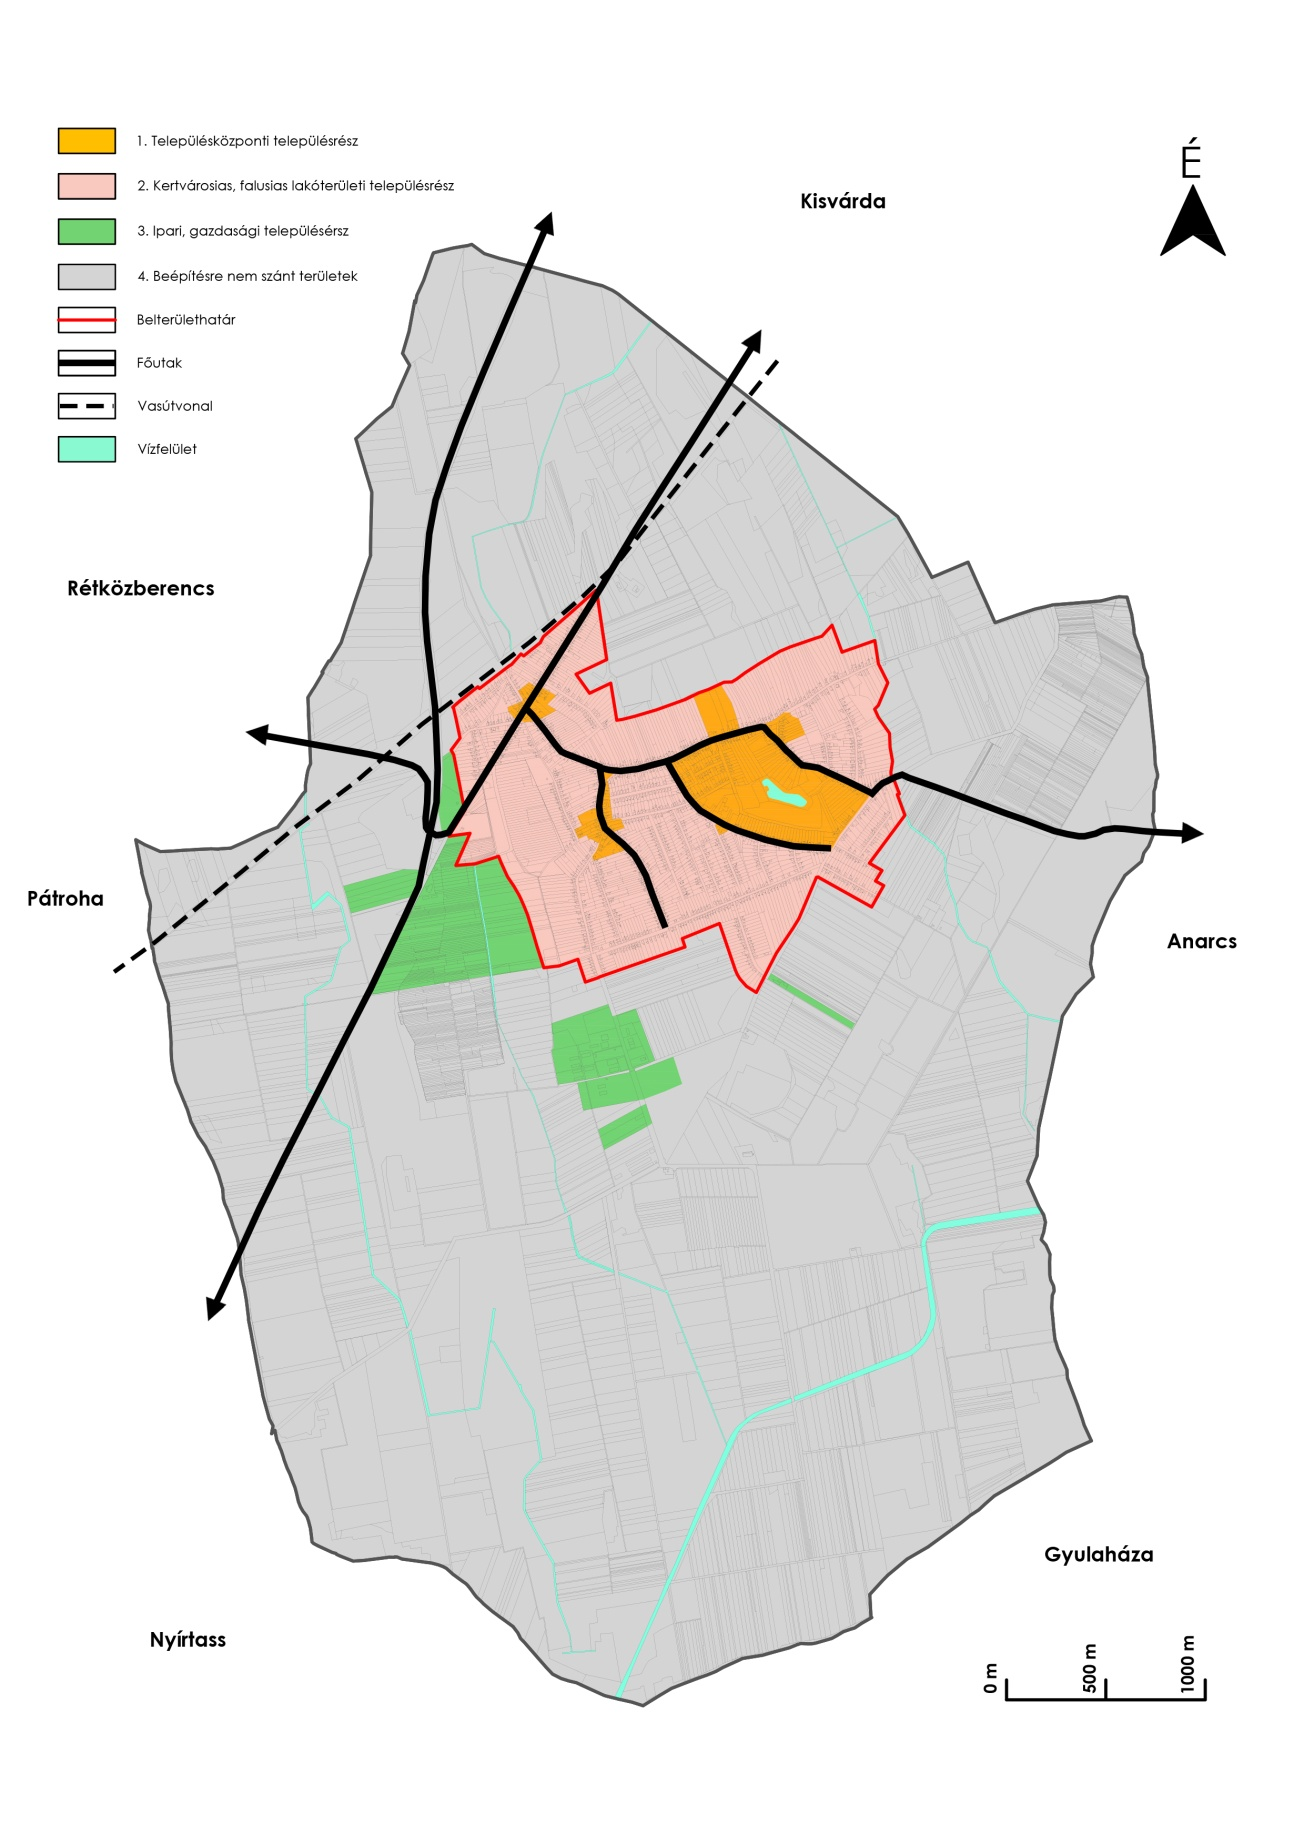 1. Településközponti településrész
2. Kertvárosias, falusias lakóterületi településrész
3. Ipari, gazdasági településérsz
4. Beépítésre nem szánt területek
Belterülethatár
Főutak
Vasútvonal
Vízfelület
É
Kisvárda
Rétközberencs
Pátroha
Anarcs
Gyulaháza
Nyírtass
0 m
500 m
1000 m